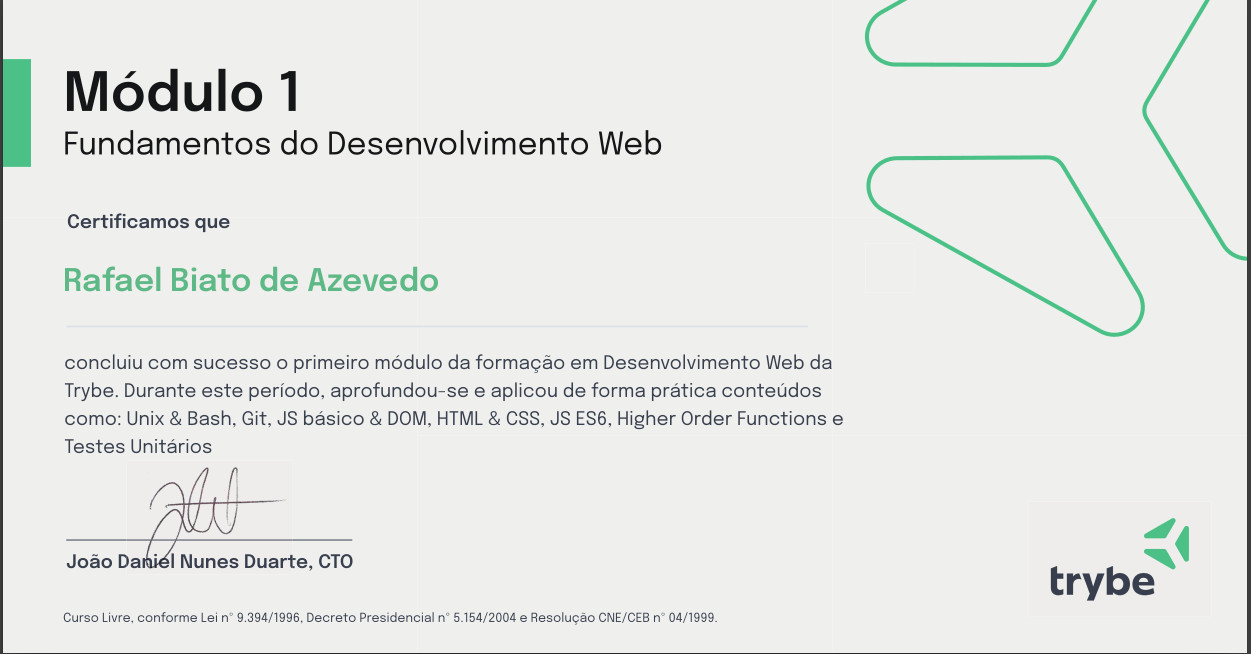 Módulo 1
Fundamentos do Desenvolvimento Web
Certificamos que
Rafael Biato de Azevedo
concluiu com sucesso o primeiro módulo da formação em Desenvolvimento Web da
Trybe. Durante este período, aprofundou-se e aplicou de forma prática conteúdos
como: Unix & Bash, Git, JS básico & DOM, HTML & CSS, JS ES6, Higher Order Functions e
Testes Unitários
João Daniel Nunes Duarte, CTO
trybe
Curso Livre, conforme Lei nº 9.394/1996, Decreto Presidencial nº 5.154/2004 e Resolução CNE/CEB nº 04/1999.